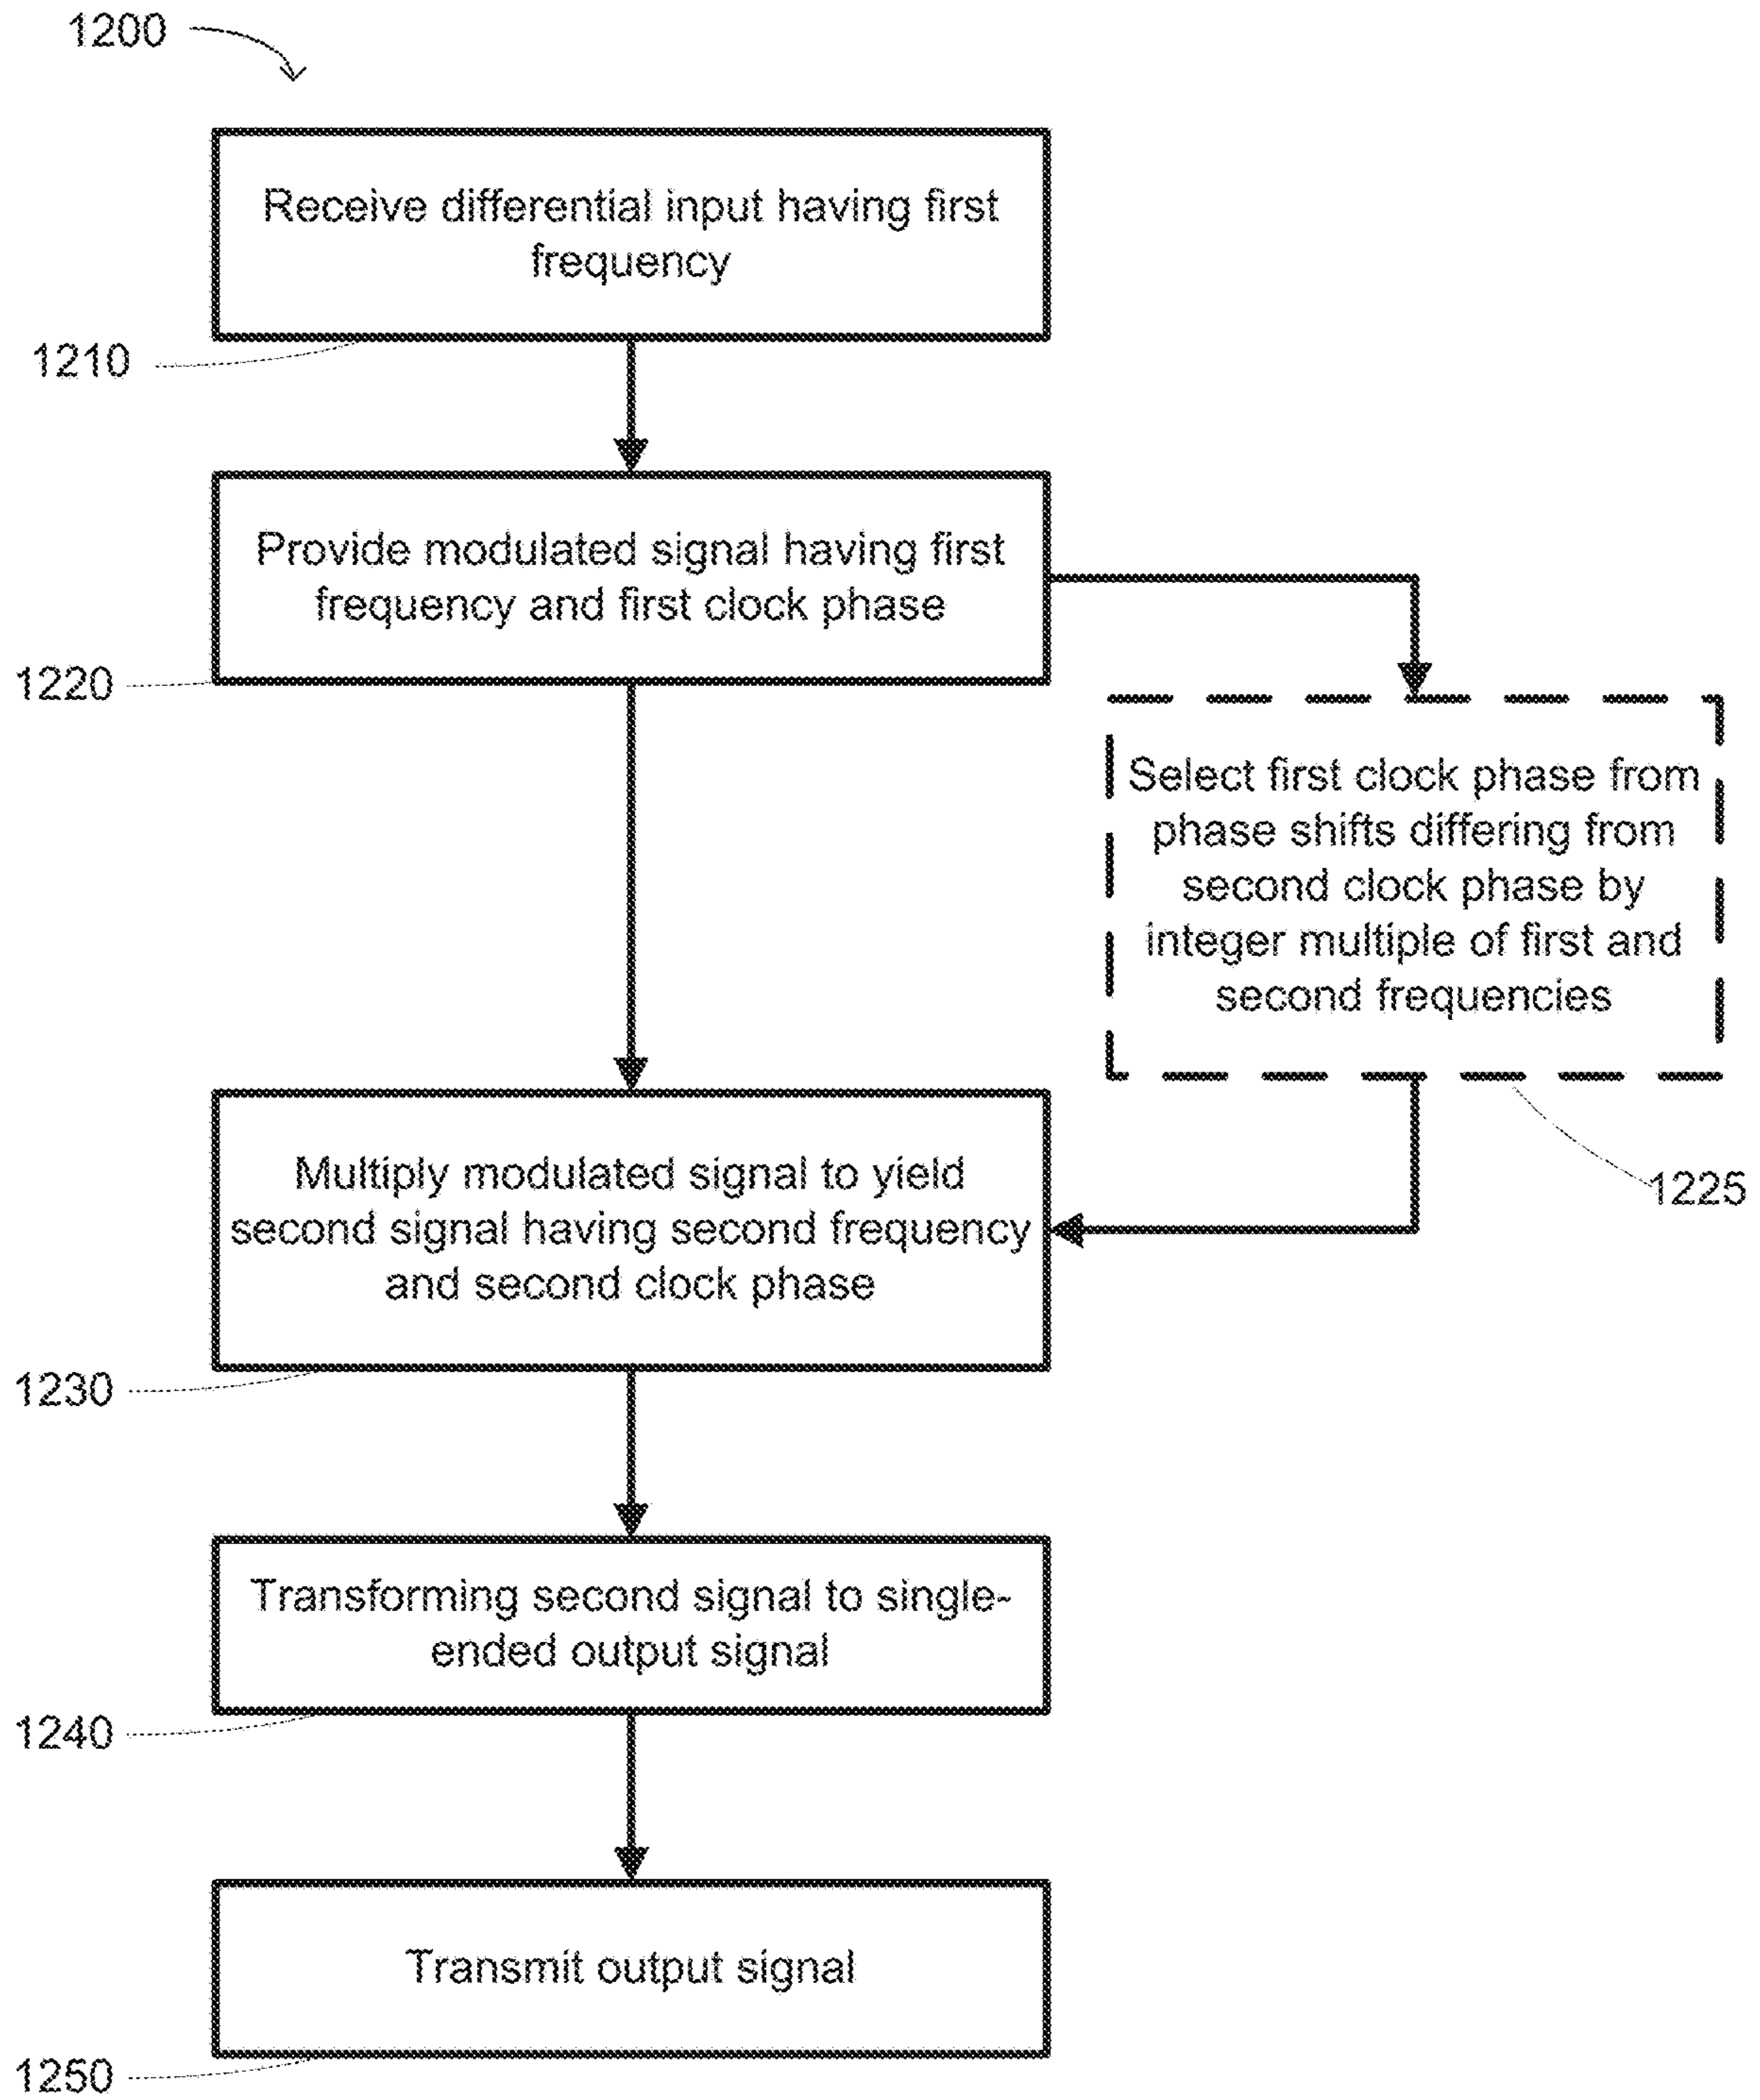 1200
Receive differential input having first
frequency
1210
Provide modulated signal having first
frequency and first clock phase
1220
Select first clock phase from
phase shifts differing from
second clock phase by
integer multiple of first and
second frequencies
1225
Multiply modulated signal to yield
second signal having second frequency
and second clock phase
1230
Transforming second signal to single-
ended output signal
1240
Transmit output signal
1250